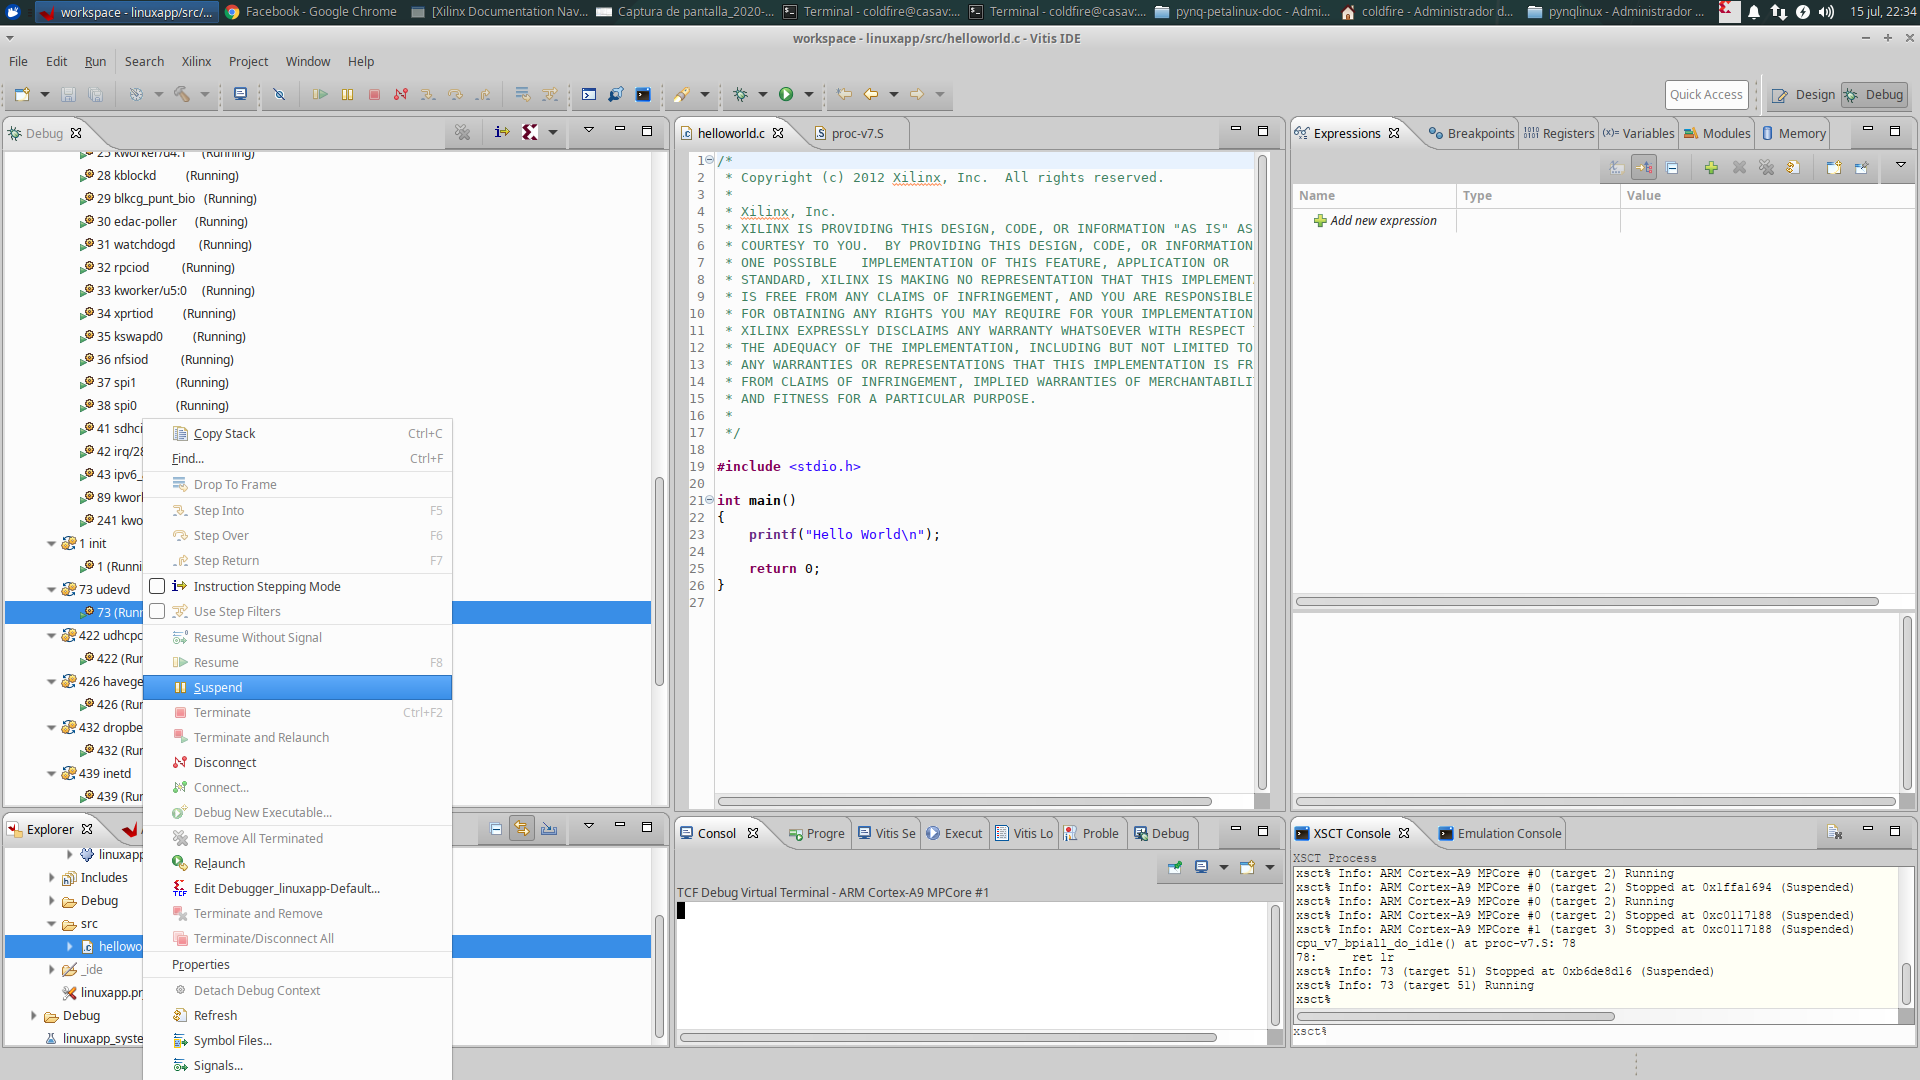 workspace - linuxapp/src/...
Facebook - Google Chrome
[Xilinx Documentation Nav...
Captura de pantalla_2020-...
Terminal - coldfire@casav:...
Terminal - coldfire@casav:...
pynq-petalinux-doc - Admi...
coldfire - Administrador d...
pynqlinux - Administrador ...
15 jul, 22:34
workspace - linuxapp/src/helloworld.c - Vitis IDE
File Edit Run Search Xilinx Project Window Help
Quick Access
Design
Debug
Debug
25 kworker/u4:1 (Running)
28 kblockd (Running)
29 blkcg_punt_bio (Running)
30 edac-poller (Running)
31 watchdogd (Running)
32 rpciod (Running)
33 kworker/u5:0 (Running)
34 xprtiod (Running)
35 kswapd0 (Running)
36 nfsiod (Running)
37 spi1 (Running)
38 spi0 (Running)
41 sdhci
42 irq/28
43 ipv6_
89 kwor
241 kwo
1 init
1 (Runni
73 udevd
73 (Runn
422 udhcpc
422 (Run
426 havege
426 (Run
432 dropbe
432 (Run
439 inetd
439 (Run
Copy Stack Ctrl+C
Find... Ctrl+F
Drop To Frame
Step Into F5
Step Over F6
Step Return F7
Instruction Stepping Mode
Use Step Filters
Resume Without Signal
Resume F8
Suspend
Terminate Ctrl+F2
Terminate and Relaunch
Disconnect
Connect...
Debug New Executable...
Remove All Terminated
Relaunch
Edit Debugger_linuxapp-Default...
Terminate and Remove
Terminate/Disconnect All
Properties
Detach Debug Context
Refresh
Symbol Files...
Signals...
Explorer
linuxapp
Includes
Debug
src
hellowo
_ide
linuxapp.prj
Debug
linuxapp_syste
helloworld.c
proc-v7.S
1 /*
2 * Copyright (c) 2012 Xilinx, Inc.  All rights reserved.
3 *
4 * Xilinx, Inc.
5 * XILINX IS PROVIDING THIS DESIGN, CODE, OR INFORMATION "AS IS" AS
6 * COURTESY TO YOU.  BY PROVIDING THIS DESIGN, CODE, OR INFORMATION
7 * ONE POSSIBLE   IMPLEMENTATION OF THIS FEATURE, APPLICATION OR
8 * STANDARD, XILINX IS MAKING NO REPRESENTATION THAT THIS IMPLEMENT
9 * IS FREE FROM ANY CLAIMS OF INFRINGEMENT, AND YOU ARE RESPONSIBLE
10 * FOR OBTAINING ANY RIGHTS YOU MAY REQUIRE FOR YOUR IMPLEMENTATION
11 * XILINX EXPRESSLY DISCLAIMS ANY WARRANTY WHATSOEVER WITH RESPECT
12 * THE ADEQUACY OF THE IMPLEMENTATION, INCLUDING BUT NOT LIMITED TO
13 * ANY WARRANTIES OR REPRESENTATIONS THAT THIS IMPLEMENTATION IS FR
14 * FROM CLAIMS OF INFRINGEMENT, IMPLIED WARRANTIES OF MERCHANTABILI
15 * AND FITNESS FOR A PARTICULAR PURPOSE.
16 *
17 */
18
19 #include <stdio.h>
20
21 int main()
22 {
23 printf("Hello World\n");
24
25 return 0;
26 }
27
Consol
Progre
Vitis Se
Execut
Vitis Lo
Proble
Debug
TCF Debug Virtual Terminal - ARM Cortex-A9 MPCore #1
Expressions
Breakpoints
Registers
(x)= Variables
Modules
Memory
Name Type Value
Add new expression
XSCT Console
Emulation Console
XSCT Process
xsct% Info: ARM Cortex-A9 MPCore #0 (target 2) Running
xsct% Info: ARM Cortex-A9 MPCore #0 (target 2) Stopped at 0x1ffa1694 (Suspended)
xsct% Info: ARM Cortex-A9 MPCore #0 (target 2) Running
xsct% Info: ARM Cortex-A9 MPCore #0 (target 2) Stopped at 0xc0117188 (Suspended)
xsct% Info: ARM Cortex-A9 MPCore #1 (target 3) Stopped at 0xc0117188 (Suspended)
cpu_v7_bpiall_do_idle() at proc-v7.S: 78
78: ret lr
xsct% Info: 73 (target 51) Stopped at 0xb6de8d16 (Suspended)
xsct% Info: 73 (target 51) Running
xsct%
xsct%